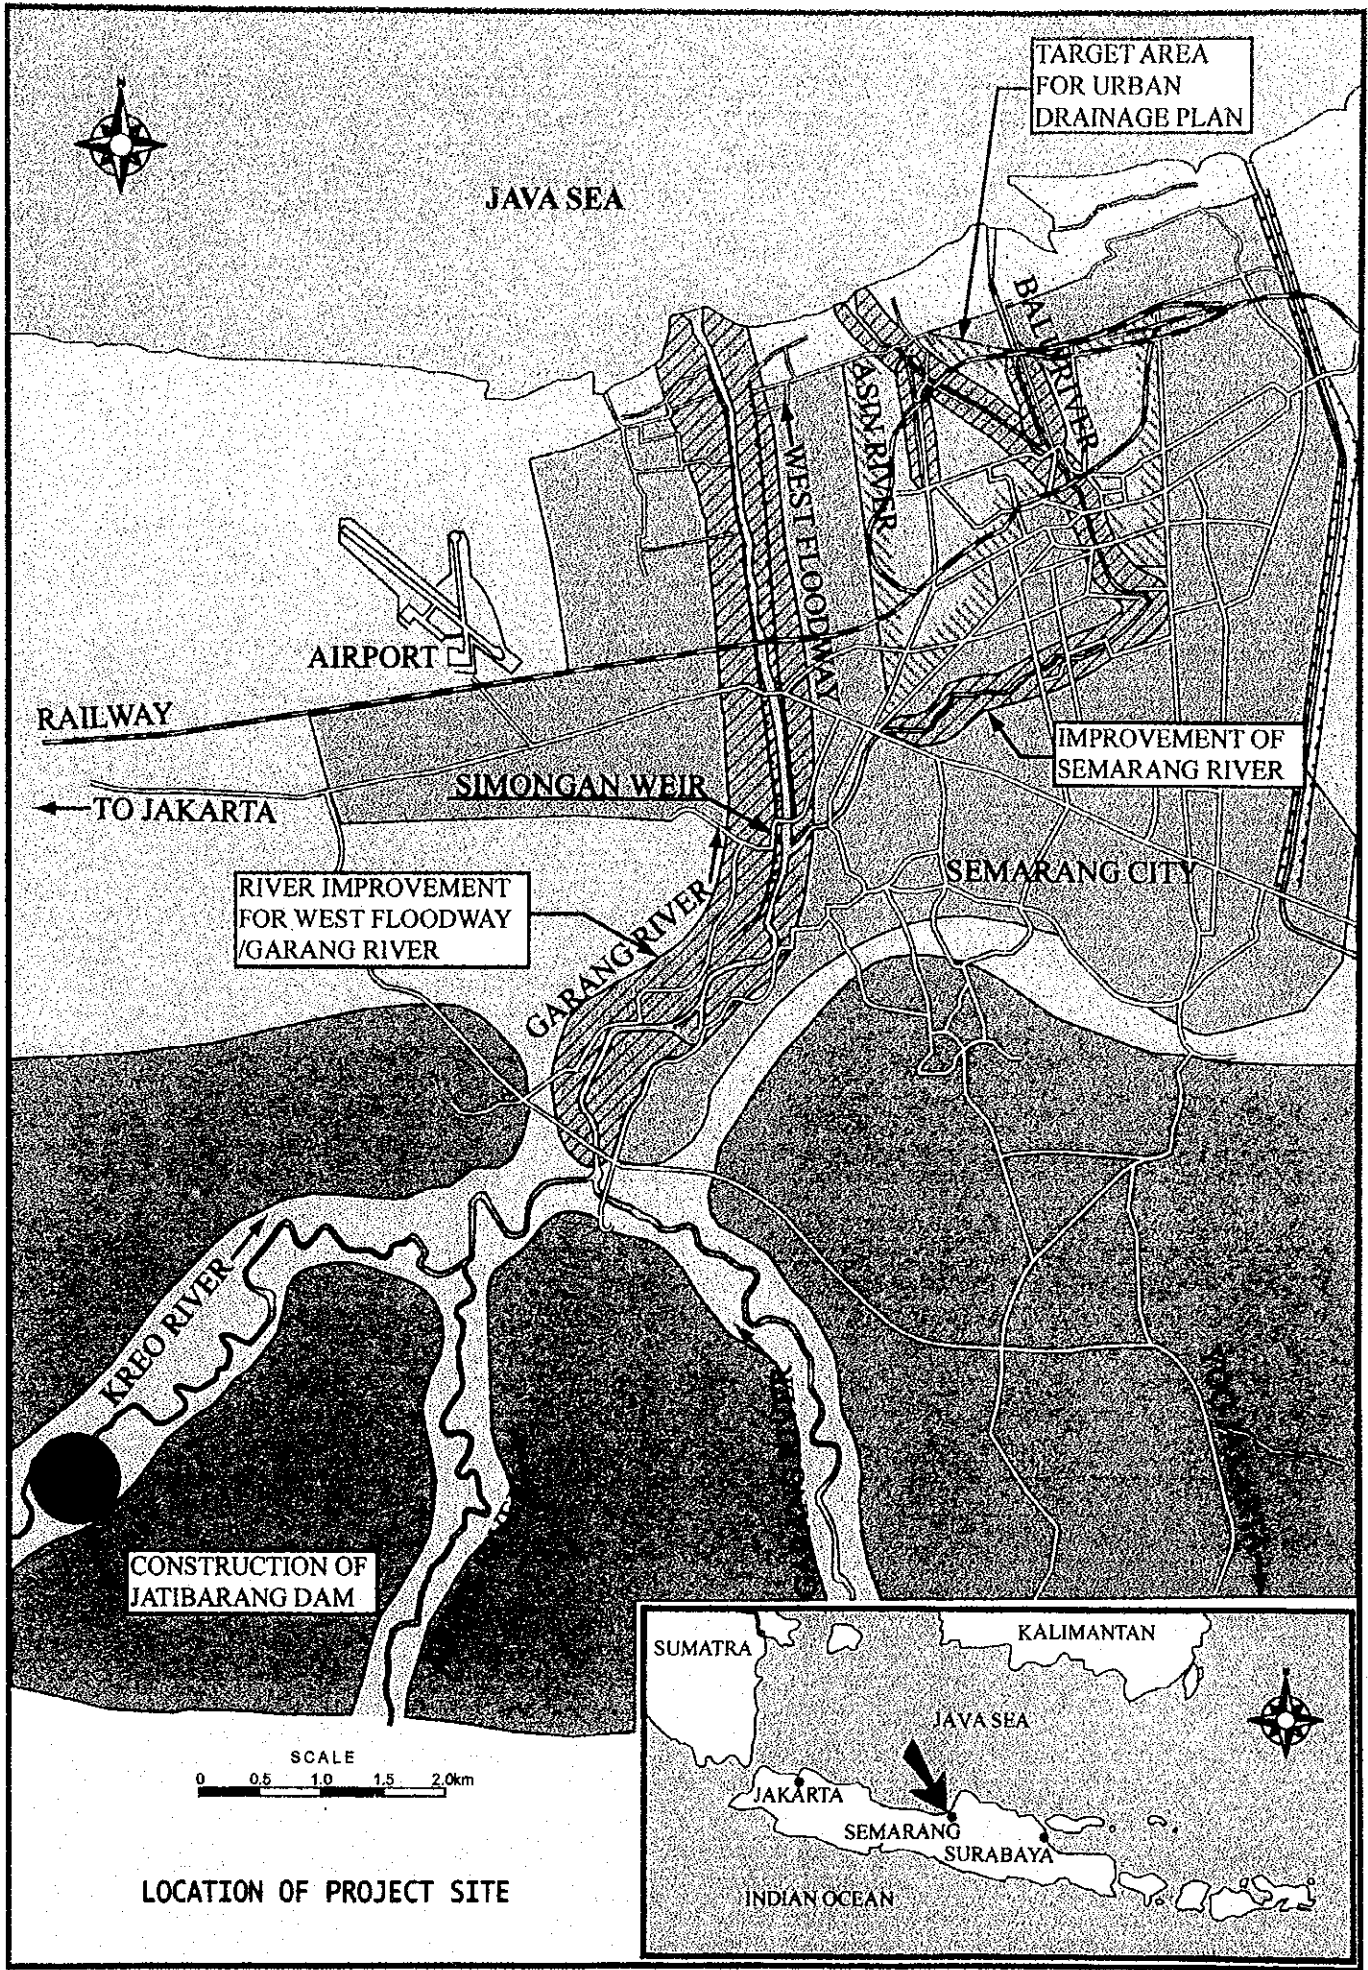 TARGET AREA
FOR URBAN
DRAINAGE PLAN
N
JAVA SEA
BARU RIVER
ASIN RIVER
WEST FLOODWAY
AIRPORT
RAILWAY
IMPROVEMENT OF
SEMARANG RIVER
SIMONGAN WEIR
TO JAKARTA
SEMARANG CITY
RIVER IMPROVEMENT
FOR WEST FLOODWAY
/GARANG RIVER
GARANG RIVER
KREO RIVER
CONSTRUCTION OF
JATIBARANG DAM
SCALE
0 0.5 1.0 1.5 2.0km
LOCATION OF PROJECT SITE
SUMATRA
KALIMANTAN
JAVA SEA
JAKARTA
SEMARANG
SURABAYA
INDIAN OCEAN